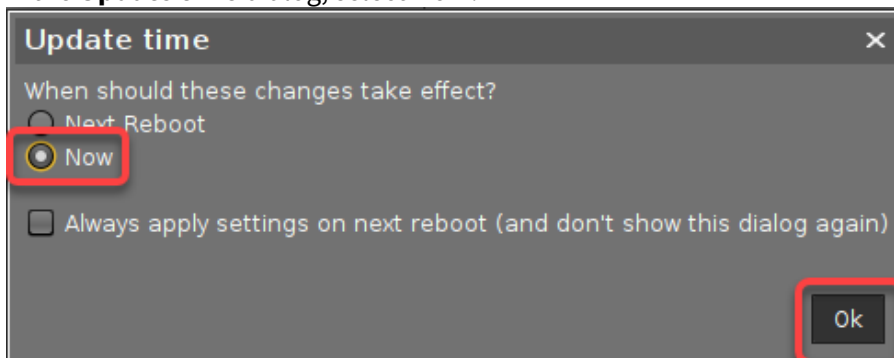 Update time
When should these changes take effect?
Next Reboot
Now
Always apply settings on next reboot (and don't show this dialog again)
Ok